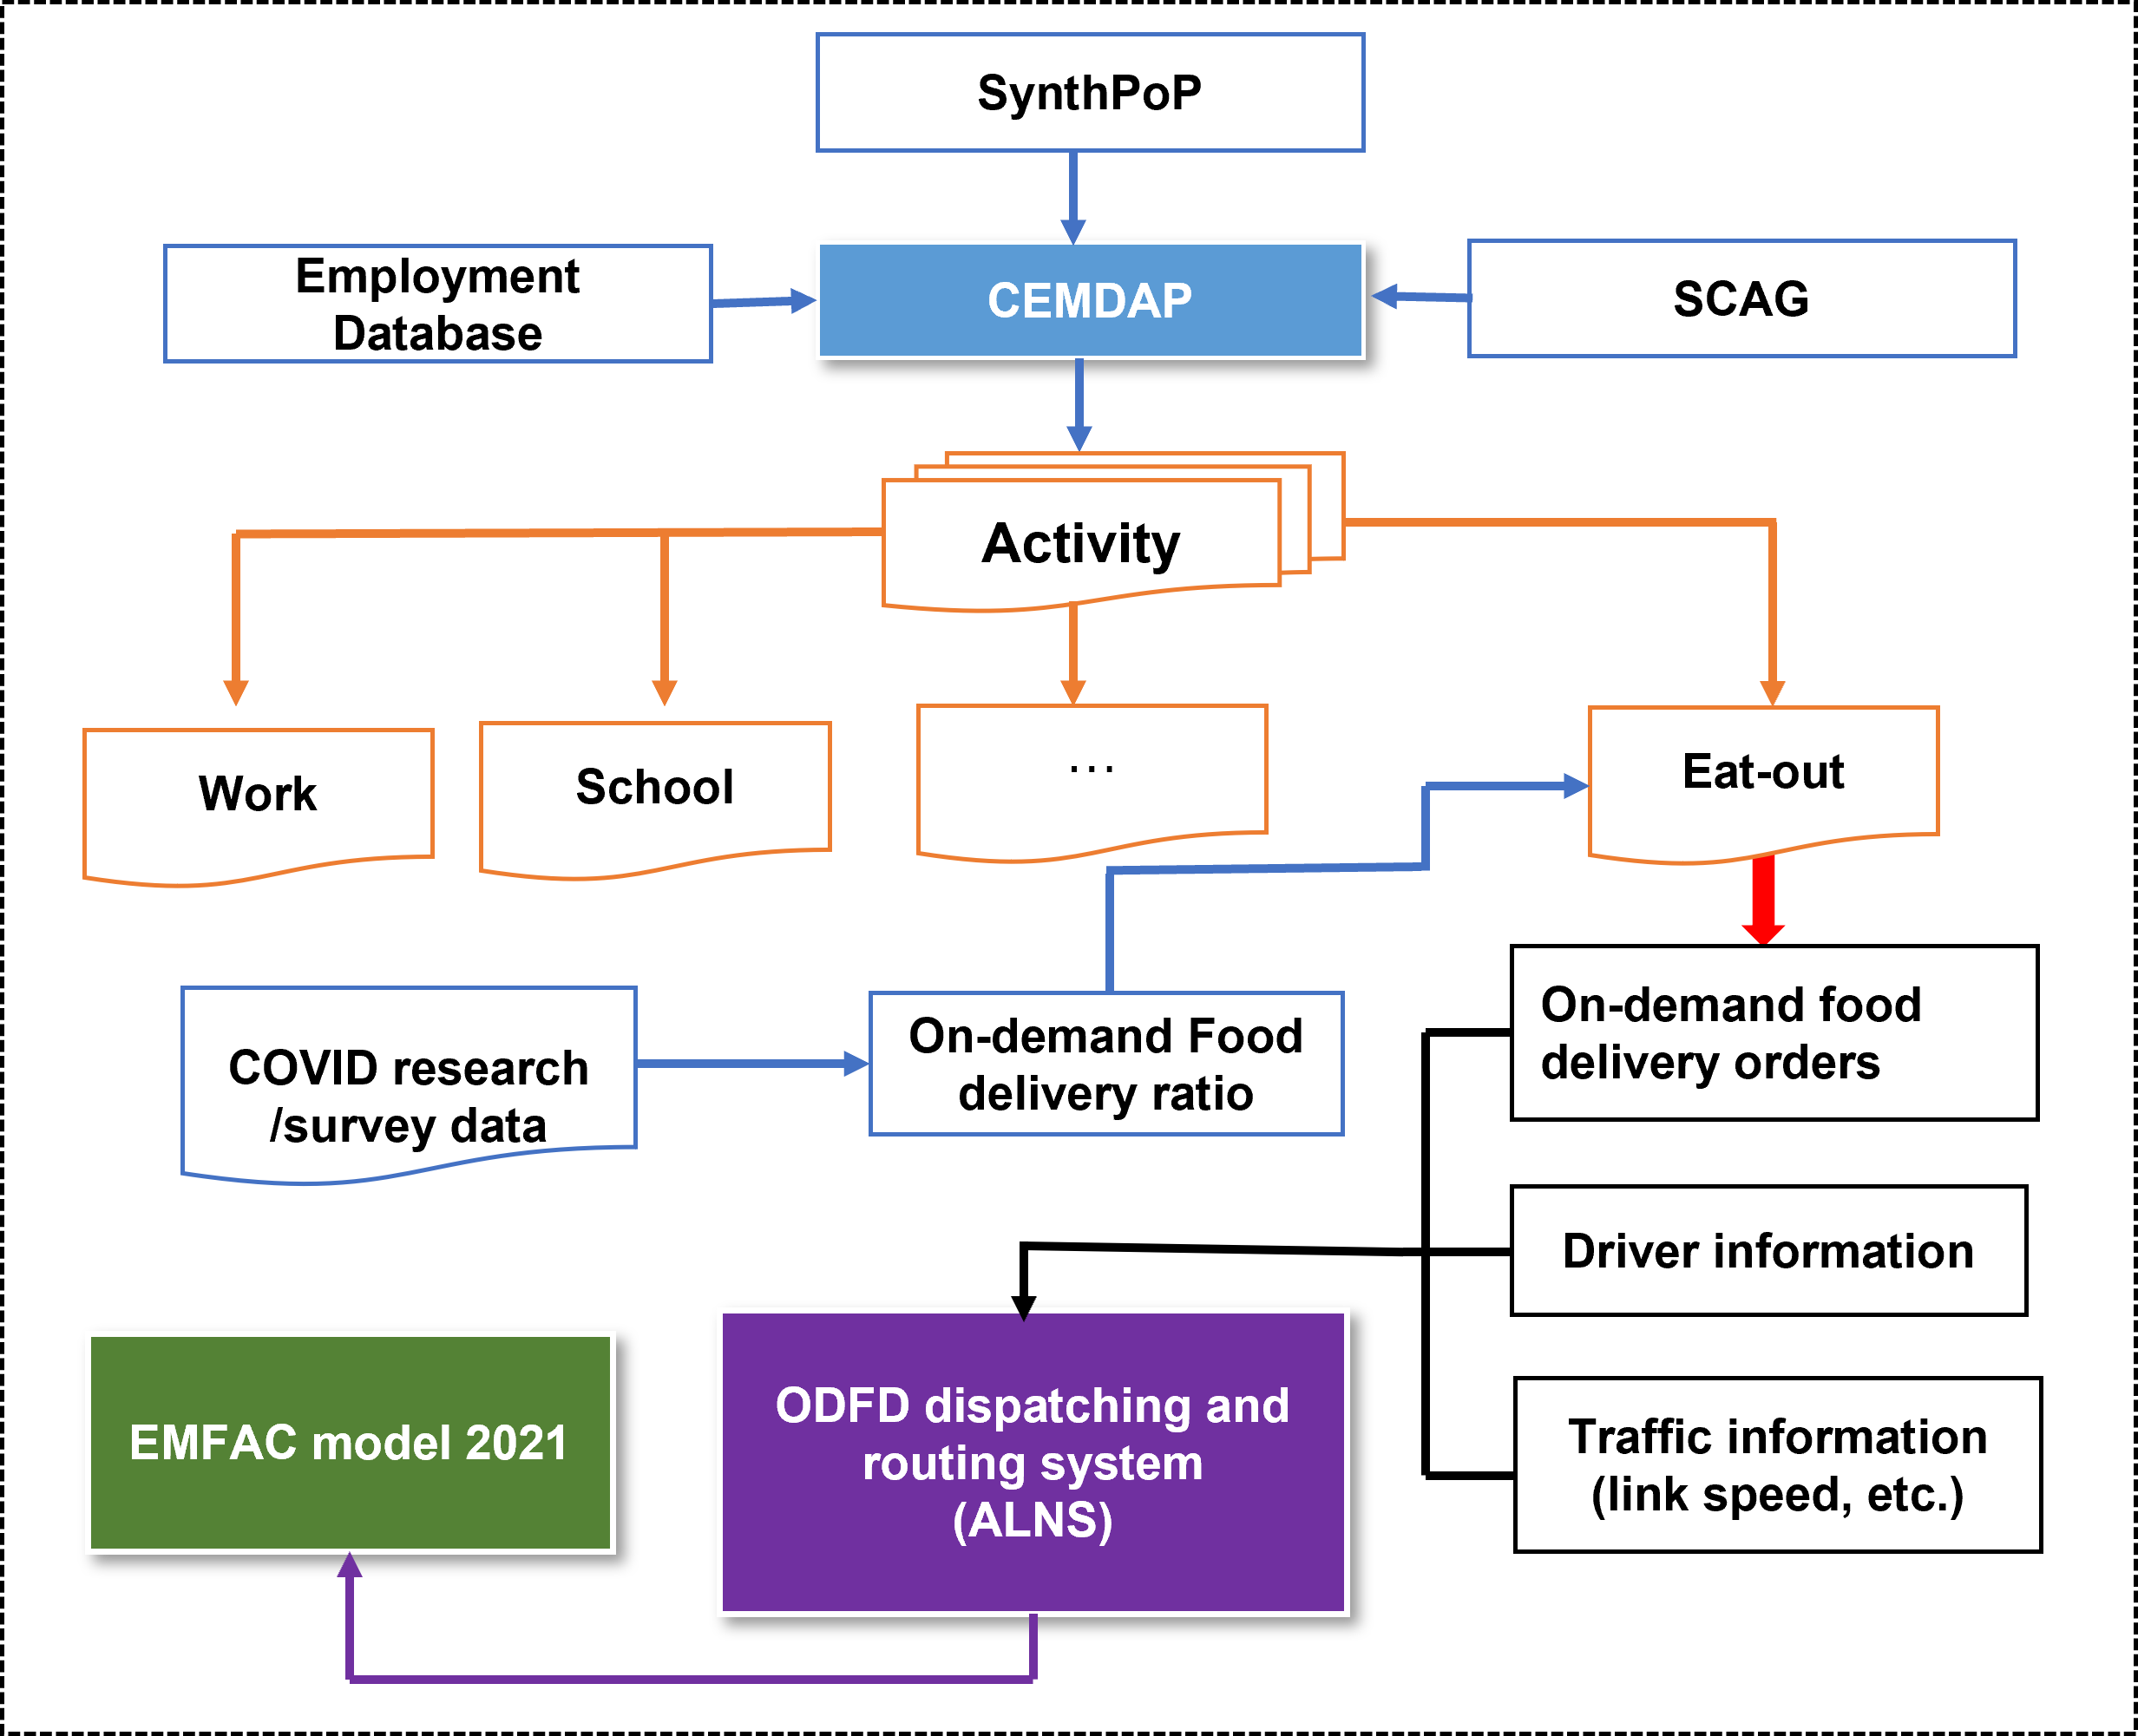 SynthPoP
Employment
Database
CEMDAP
SCAG
Activity
Work
School
...
Eat-out
COVID research
/survey data
On-demand Food
delivery ratio
On-demand food
delivery orders
Driver information
Traffic information
(link speed, etc.)
ODFD dispatching and
routing system
(ALNS)
EMFAC model 2021